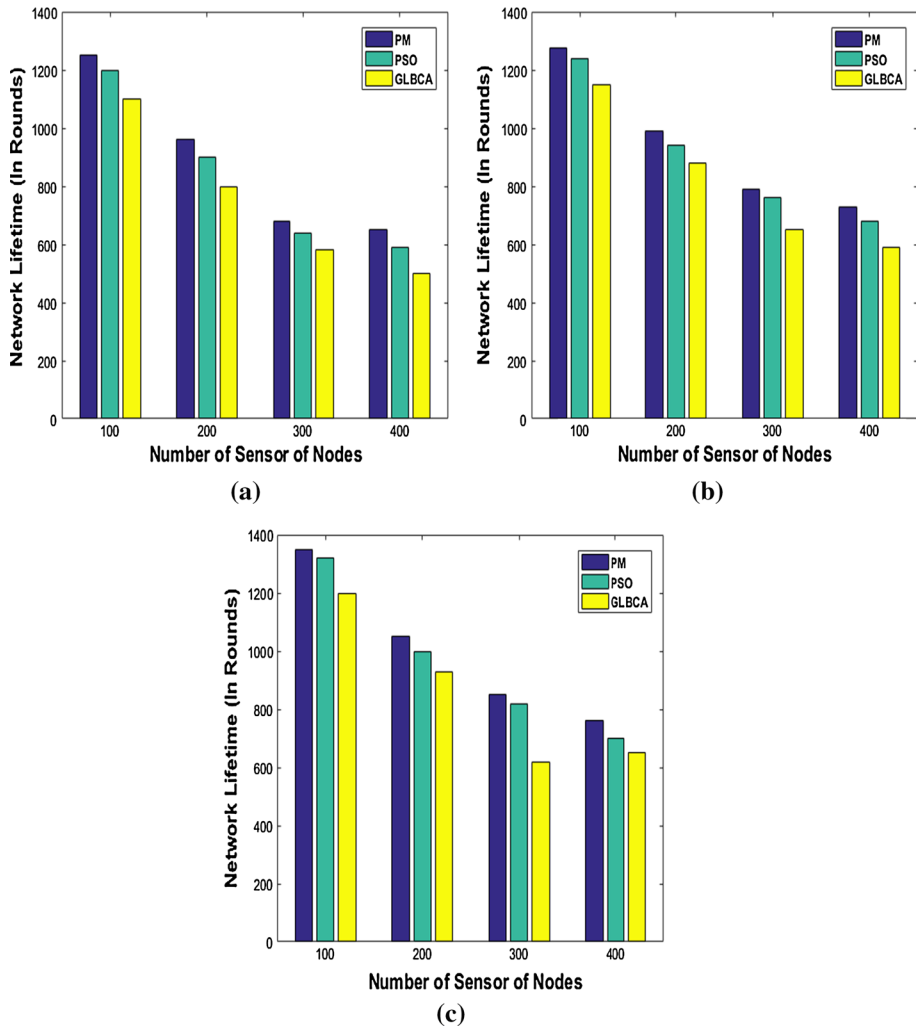 1400
1200
1000
800
600
400
200
0
Network Lifetime (In Rounds)
PM
PSO
GLBCA
100 200 300 400
Number of Sensor of Nodes
(a)
1400
1200
1000
800
600
400
200
0
Network Lifetime (In Rounds)
PM
PSO
GLBCA
100 200 300 400
Number of Sensor of Nodes
(b)
1400
1200
1000
800
600
400
200
0
Network Lifetime (In Rounds)
PM
PSO
GLBCA
100 200 300 400
Number of Sensor of Nodes
(c)